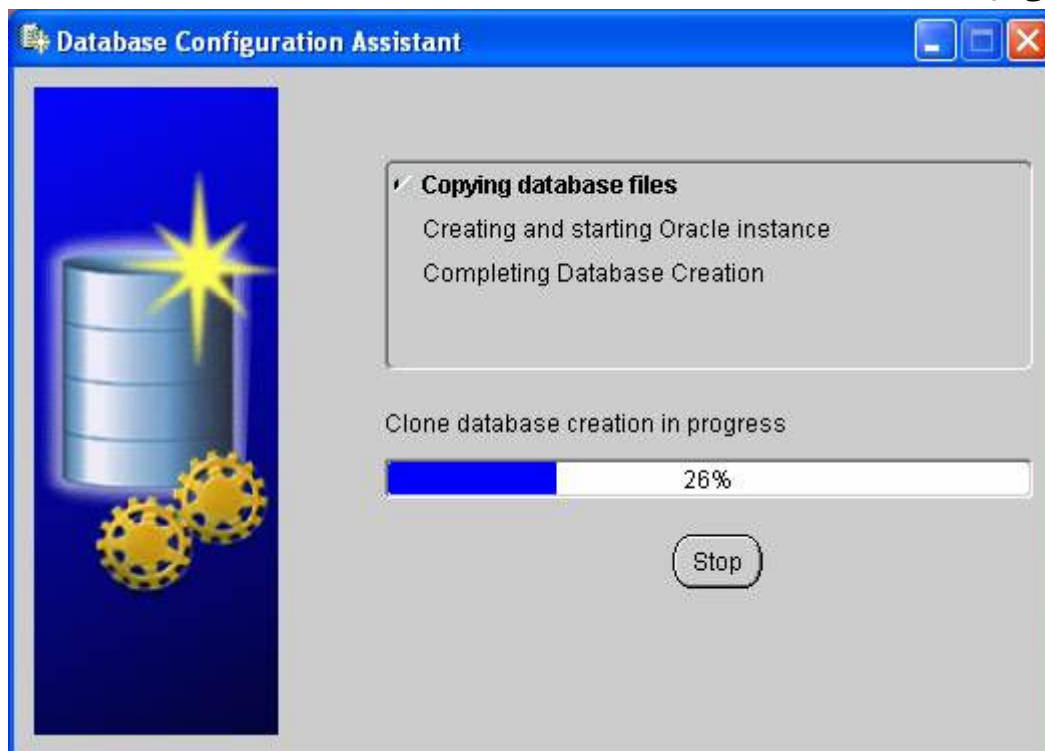 Database Configuration Assistant
Copying database files
Creating and starting Oracle instance
Completing Database Creation
Clone database creation in progress
26%
Stop